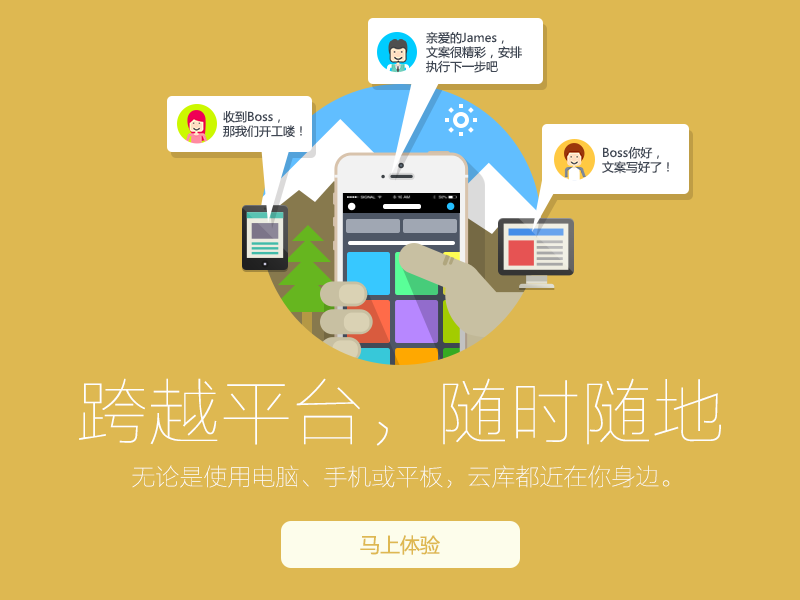 亲爱的James，
文案很精彩，安排
执行下一步吧
收到Boss，
那我们开工喽！
Boss你好，
文案写好了！
跨越平台，随时随地
无论是使用电脑、手机或平板，云库都近在你身边。
马上体验